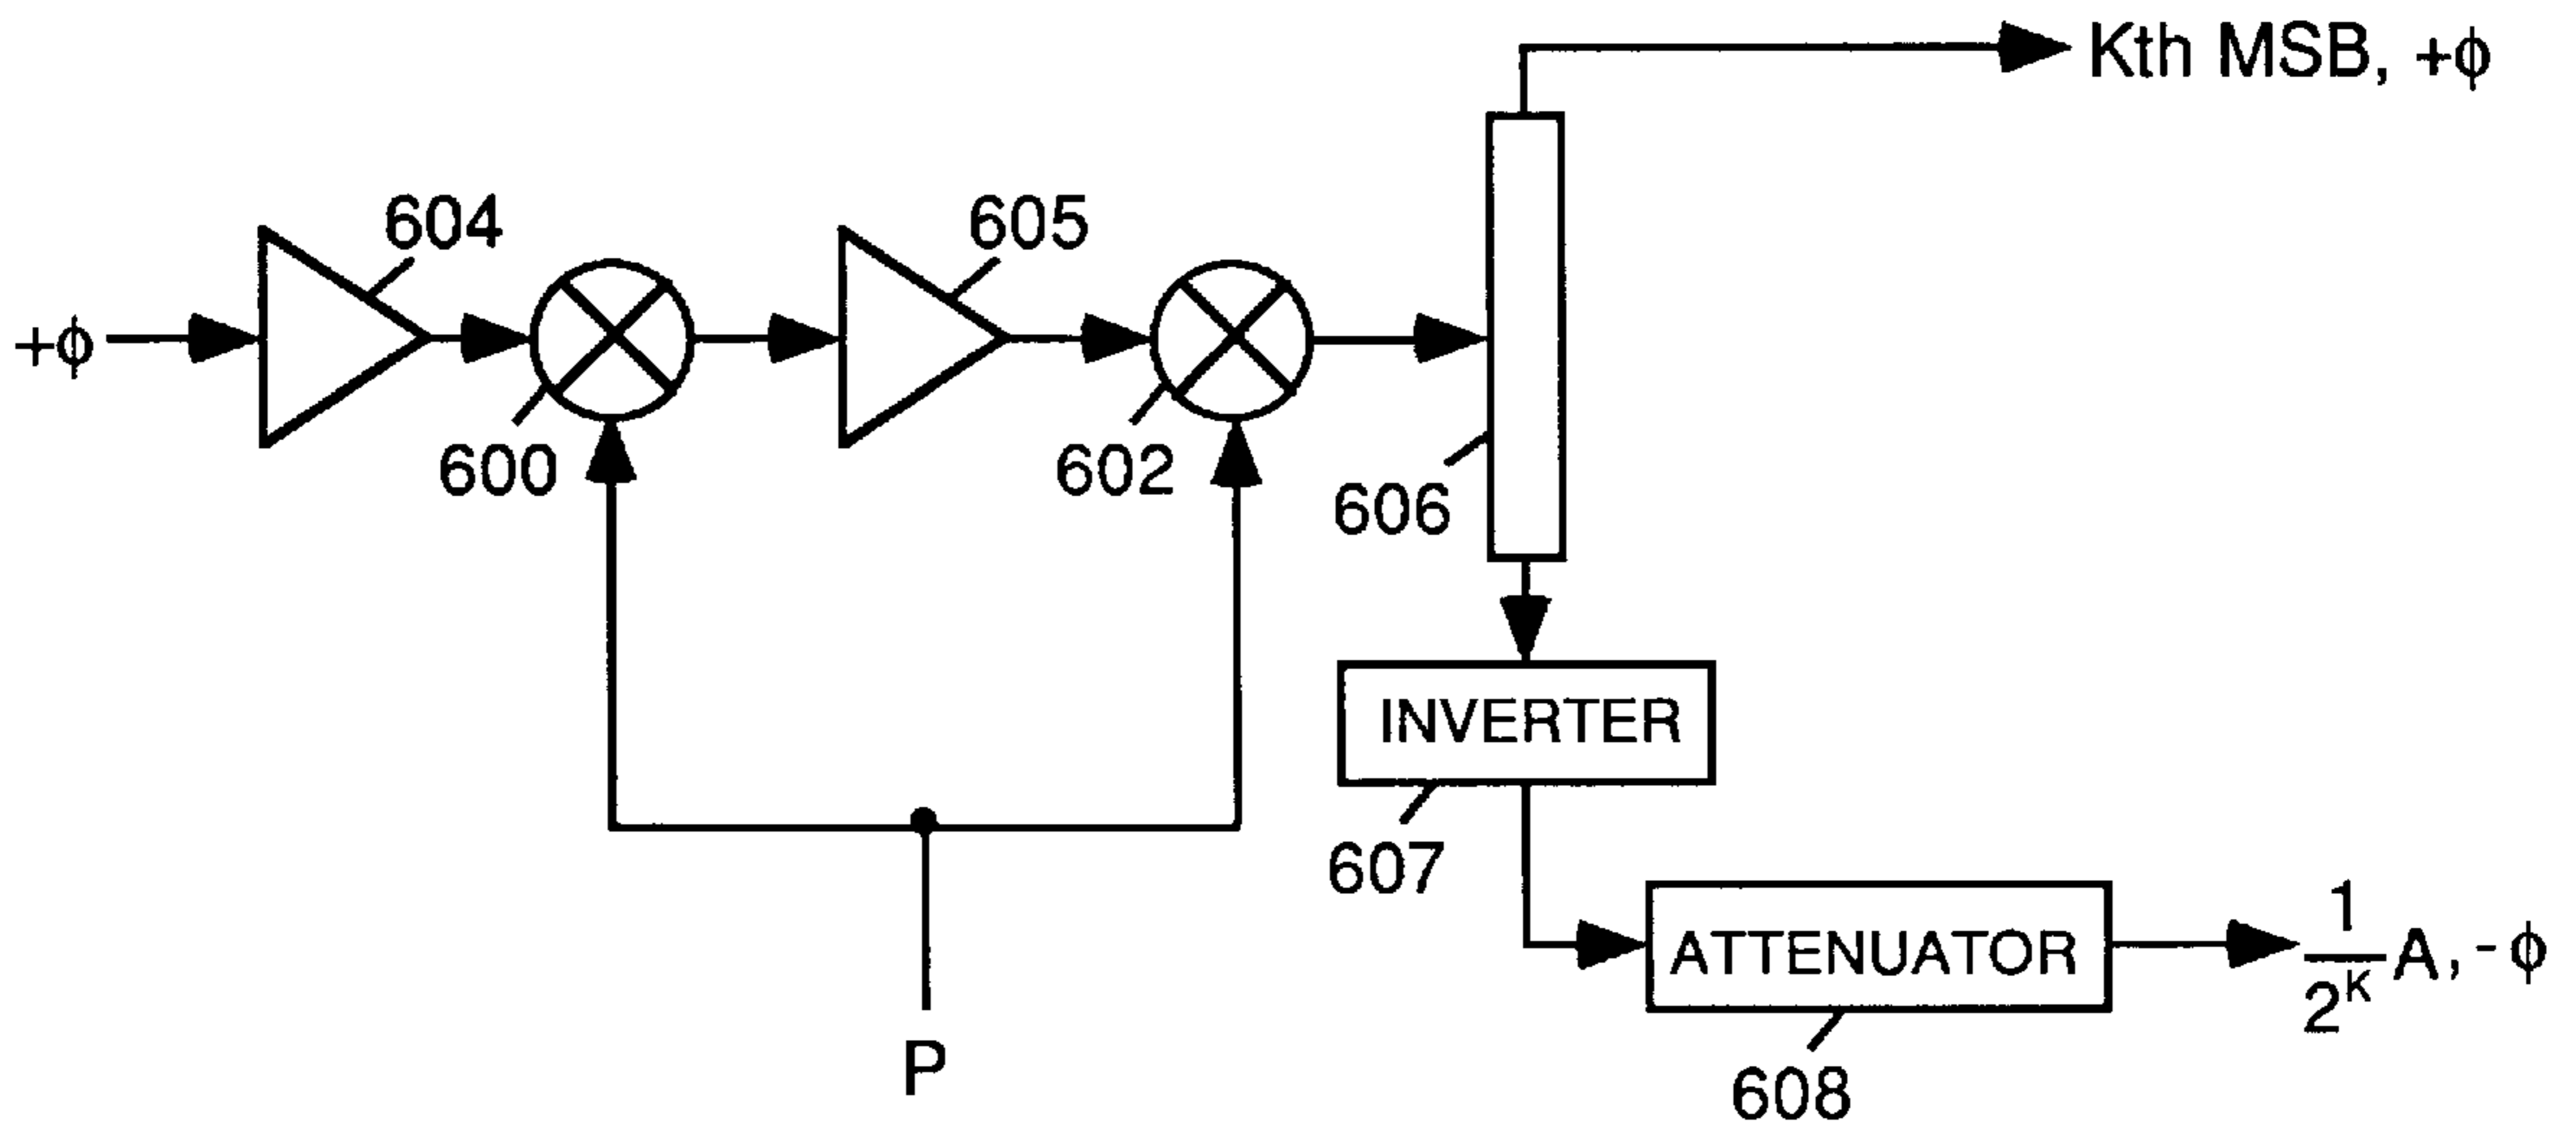 Kth MSB, +ϕ
604
605
+ϕ
600
602
606
INVERTER
607
ATTENUATOR
1/2^K A, -ϕ
608
P